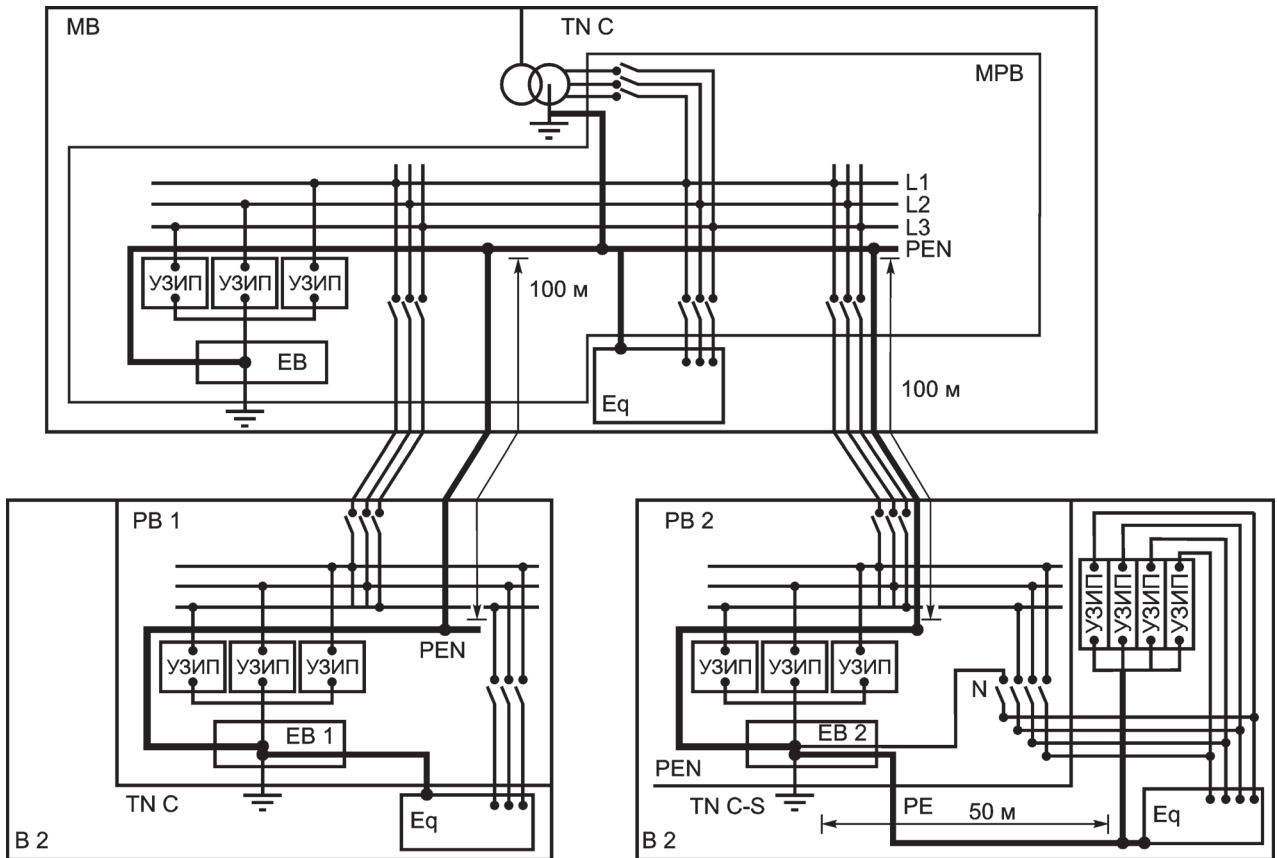 MB
TN C
MPB
L1
L2
L3
PEN
УЗИП
УЗИП
УЗИП
100 м
EB
Eq
100 м
PB 1
УЗИП
УЗИП
УЗИП
PEN
EB 1
TN C
Eq
B 2
PB 2
УЗИП
УЗИП
УЗИП
УЗИП
УЗИП
УЗИП
УЗИП
N
EB 2
PEN
TN C-S
PE
50 м
Eq
B 2